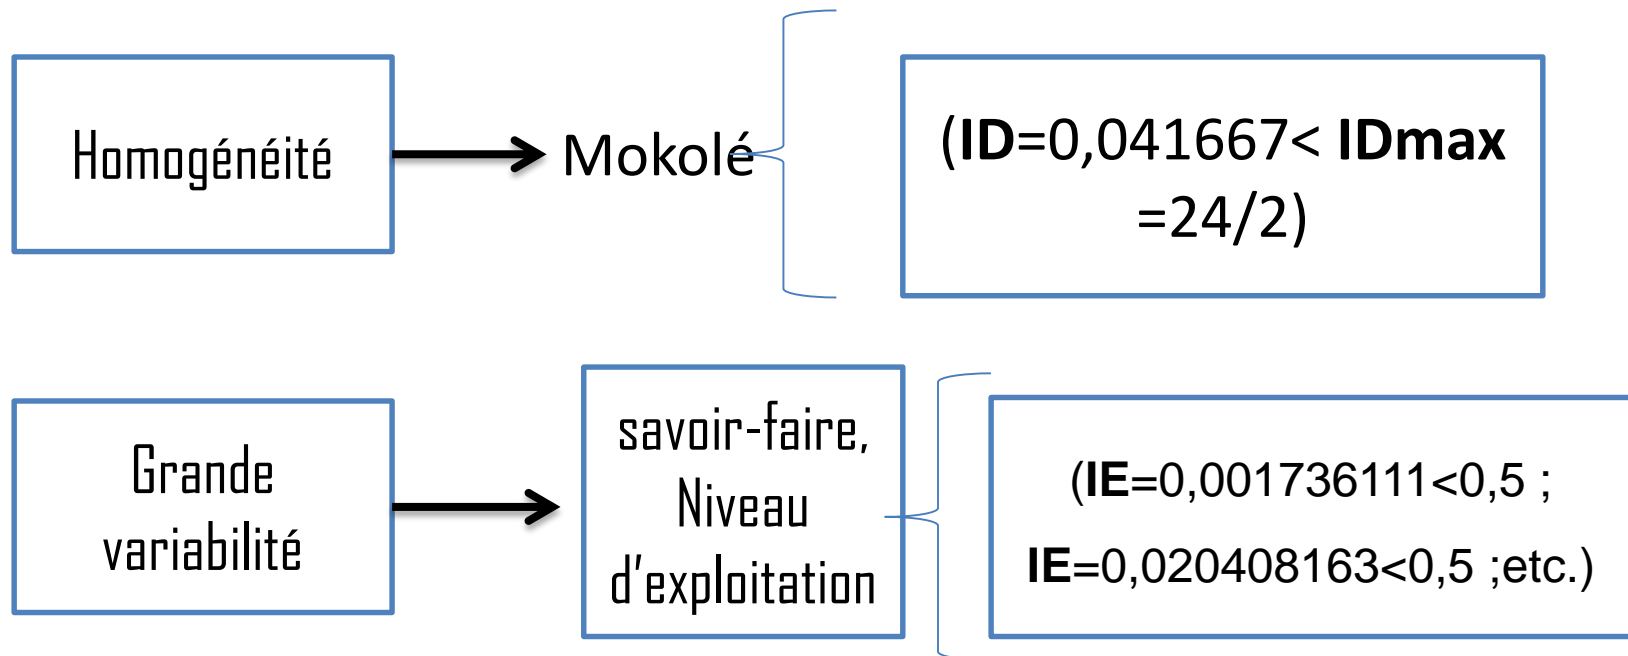 Homogénéité
Mokolé
(ID=0,041667< IDmax
=24/2)
Grande
variabilité
savoir-faire,
Niveau
d'exploitation
(IE=0,001736111<0,5 ;
IE=0,020408163<0,5 ;etc.)